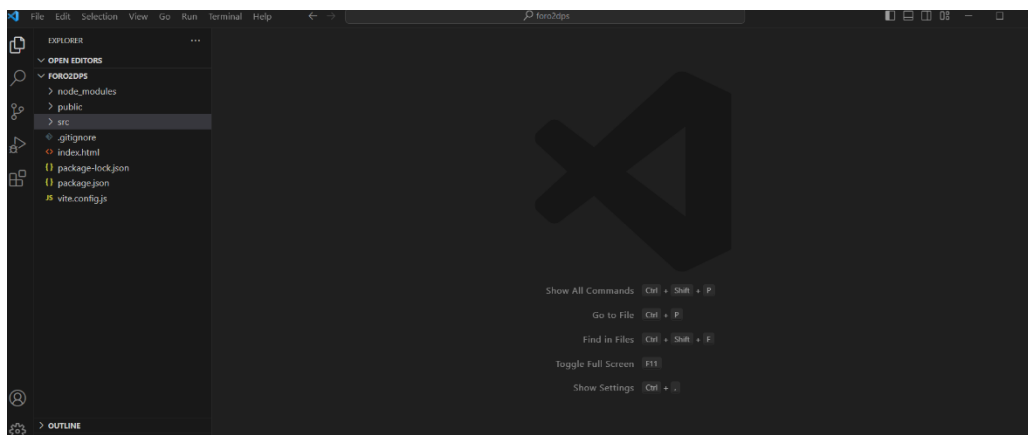 File Edit Selection View Go Run Terminal Help
foro2dps
EXPLORER
OPEN EDITORS
FORO2DPS
node_modules
public
src
.gitignore
index.html
package-lock.json
package.json
JS vite.config.js
Show All Commands Ctrl + Shift + P
Go to File Ctrl + P
Find in Files Ctrl + Shift + F
Toggle Full Screen F11
Show Settings Ctrl + ,
OUTLINE